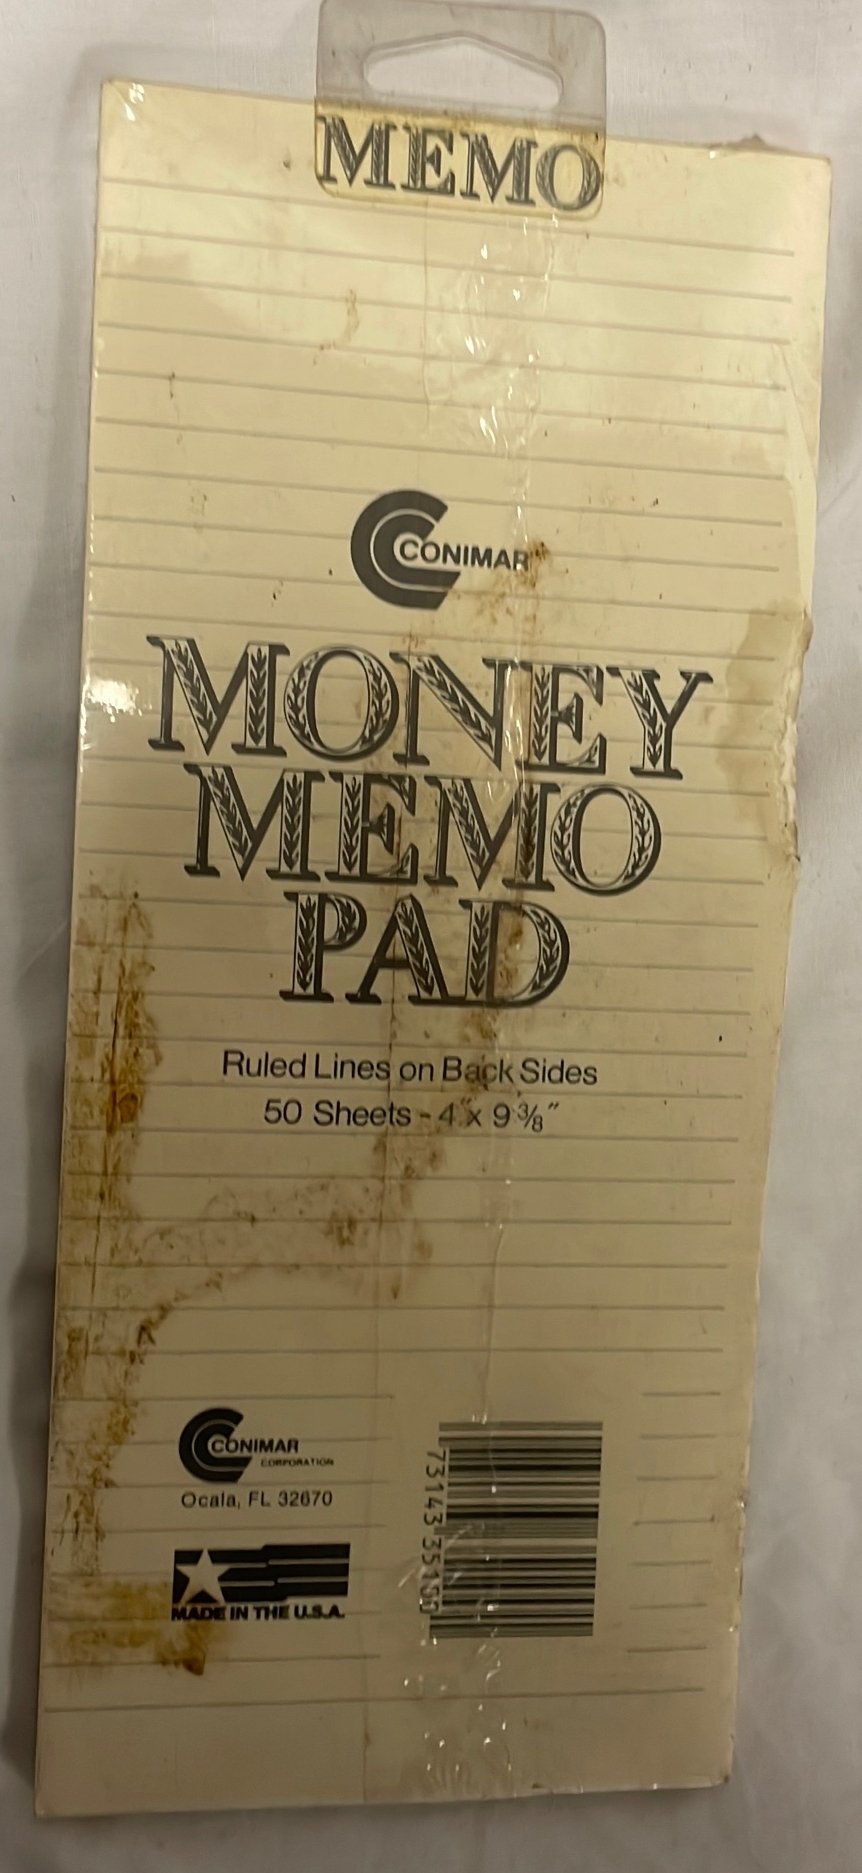 MEMO
CONIMAR
MONEY
MEMO
PAD
Ruled Lines on Back Sides
50 Sheets - 4" x 9 3/8"
CONIMAR
CORPORATION
Ocala, FL 32670
MADE IN THE U.S.A.
73143 35100